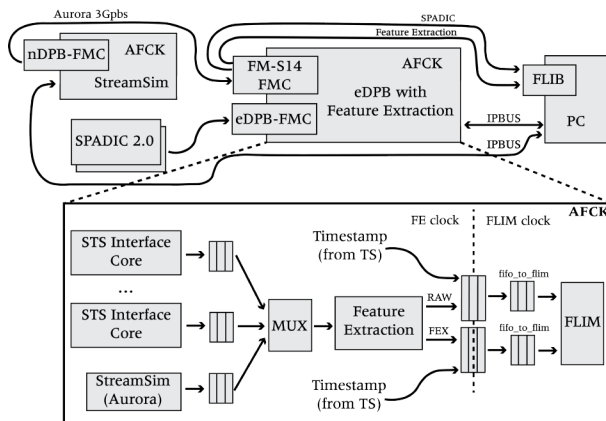 Aurora 3Gpbs
SPADIC
Feature Extraction
nDPB-FMC
AFCK
StreamSim
FM-S14
FMC
AFCK
eDPB with
Feature Extraction
eDPB-FMC
FLIB
PC
SPADIC 2.0
IPBUS
IPBUS
AFCK
FE clock
FLIM clock
STS Interface
Core
...
STS Interface
Core
StreamSim
(Aurora)
MUX
Feature
Extraction
Timestamp
(from TS)
RAW
FEX
Timestamp
(from TS)
fifo_to_flim
fifo_to_flim
FLIM